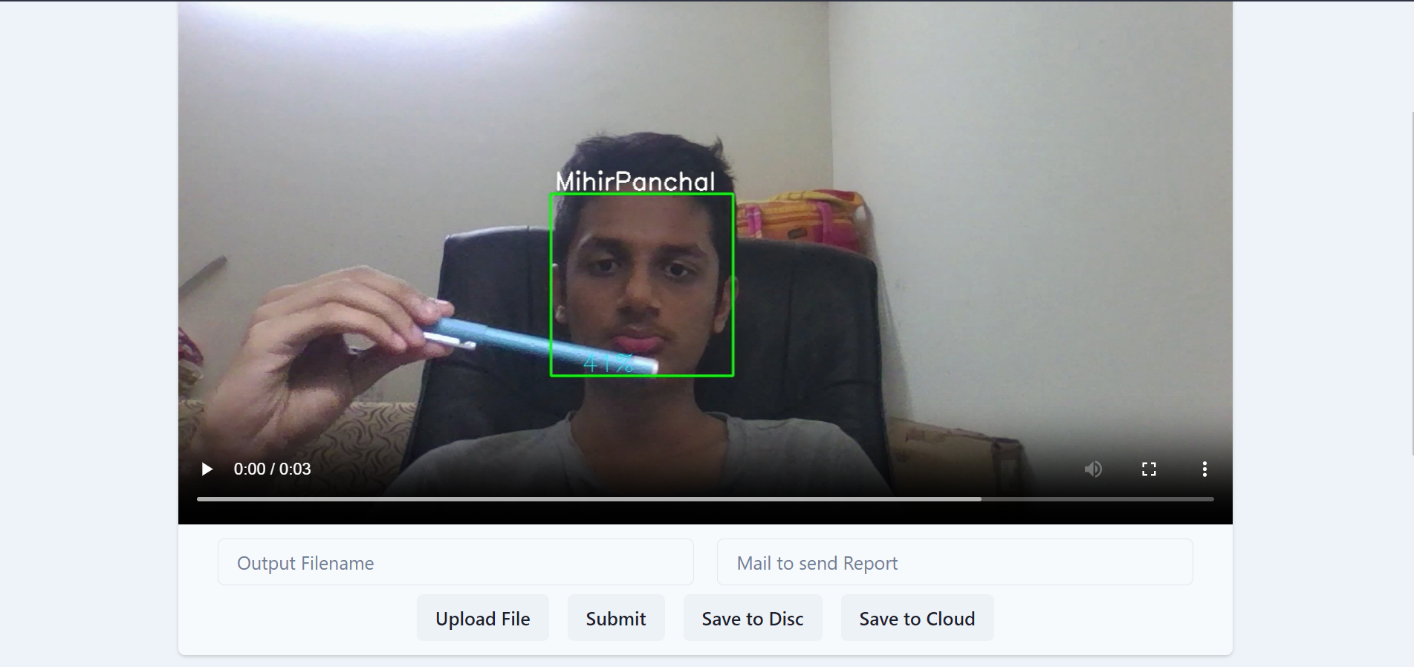 MihirPanchal
41%
0:00 / 0:03
Output Filename
Mail to send Report
Upload File
Submit
Save to Disc
Save to Cloud